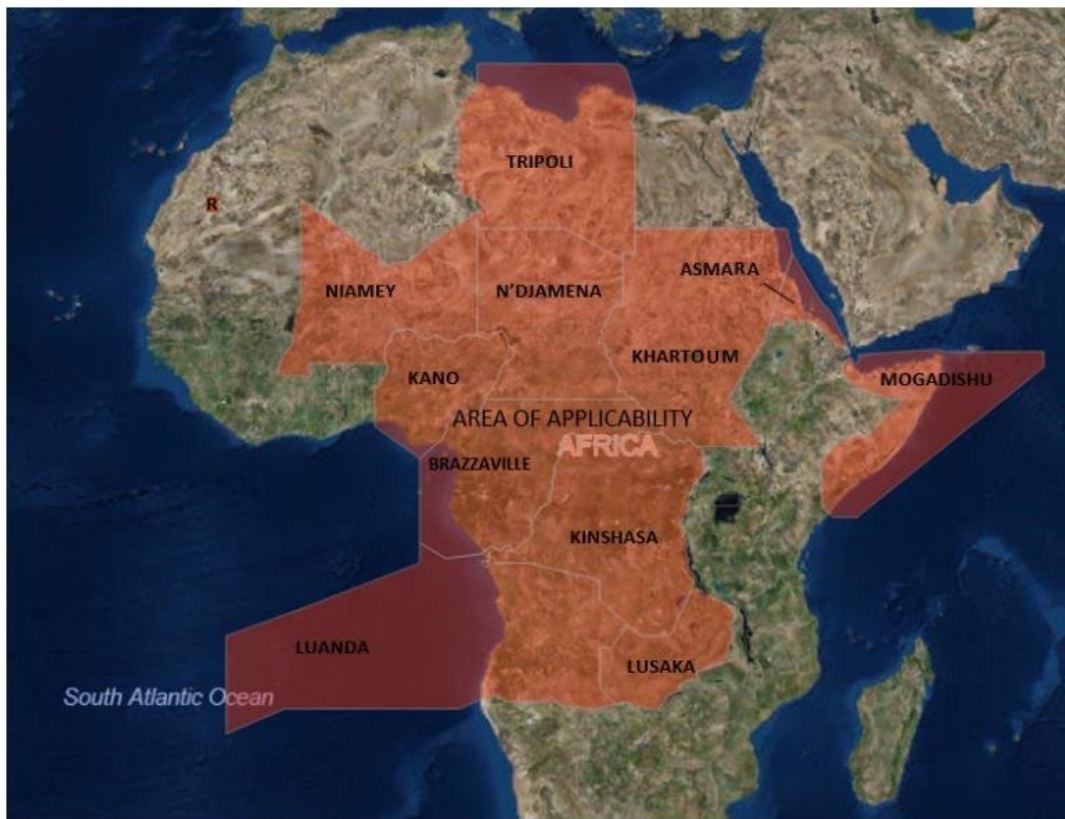 TRIPOLI
R
ASMARA
NIAMEY
N'DJAMENA
KHARTOUM
KANO
MOGADISHU
AREA OF APPLICABILITY
AFRICA
BRAZZAVILLE
KINSHASA
LUANDA
LUSAKA
South Atlantic Ocean